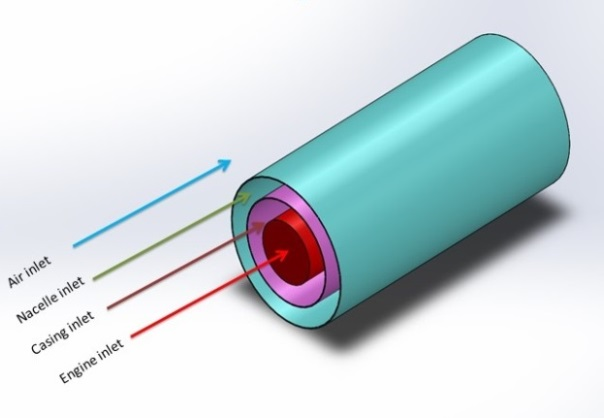 Air inlet
Nacelle inlet
Casing inlet
Engine inlet